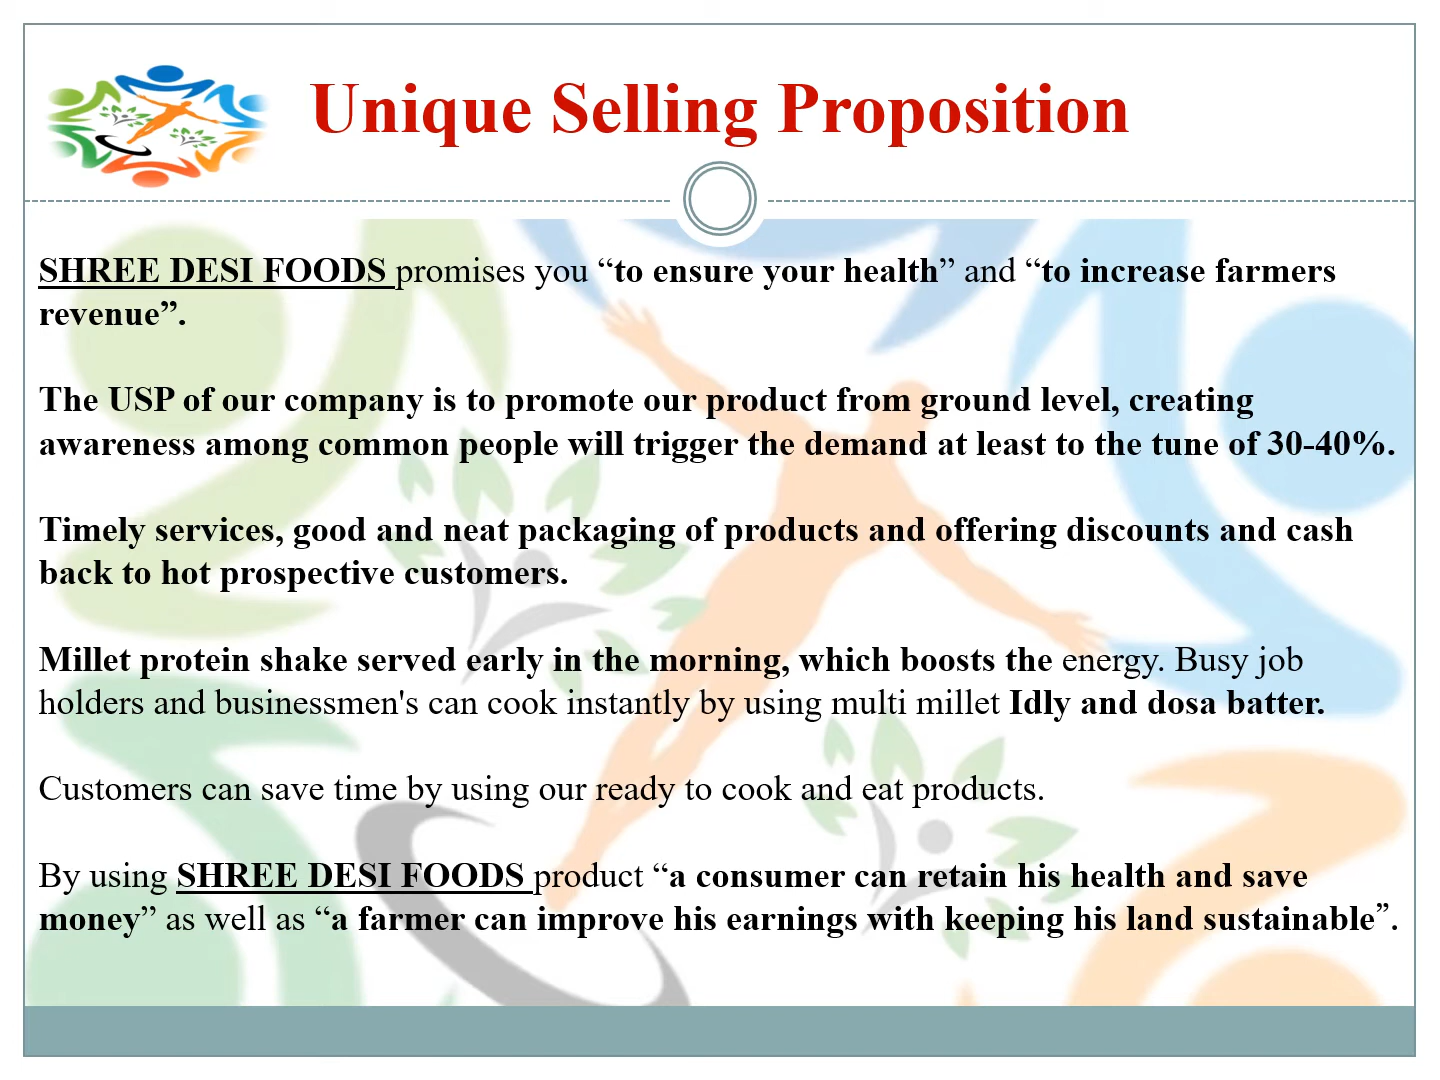 Unique Selling Proposition
SHREE DESI FOODS promises you “to ensure your health” and “to increase farmers
revenue”.
The USP of our company is to promote our product from ground level, creating
awareness among common people will trigger the demand at least to the tune of 30-40%.
Timely services, good and neat packaging of products and offering discounts and cash
back to hot prospective customers.
Millet protein shake served early in the morning, which boosts the energy. Busy job
holders and businessmen's can cook instantly by using multi millet Idly and dosa batter.
Customers can save time by using our ready to cook and eat products.
By using SHREE DESI FOODS product “a consumer can retain his health and save
money” as well as “a farmer can improve his earnings with keeping his land sustainable”.